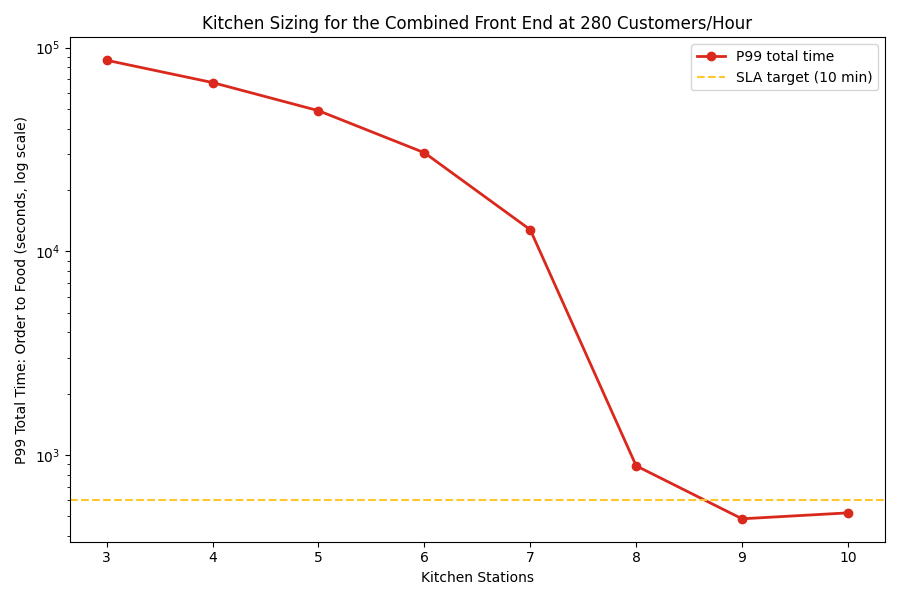 Kitchen Sizing for the Combined Front End at 280 Customers/Hour
P99 Total Time: Order to Food (seconds, log scale)
10^5
10^4
10^3
P99 total time
SLA target (10 min)
3 4 5 6 7 8 9 10
Kitchen Stations